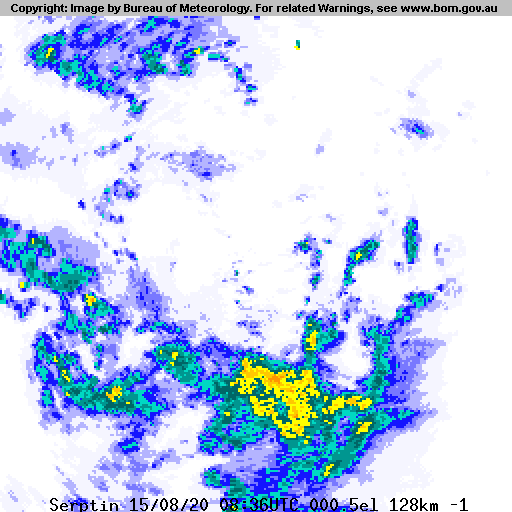 Copyright: Image by Bureau of Meteorology. For related Warnings, see www.bom.gov.au
Serptin 15/08/20 08:36UTC 000.5el 128km -1